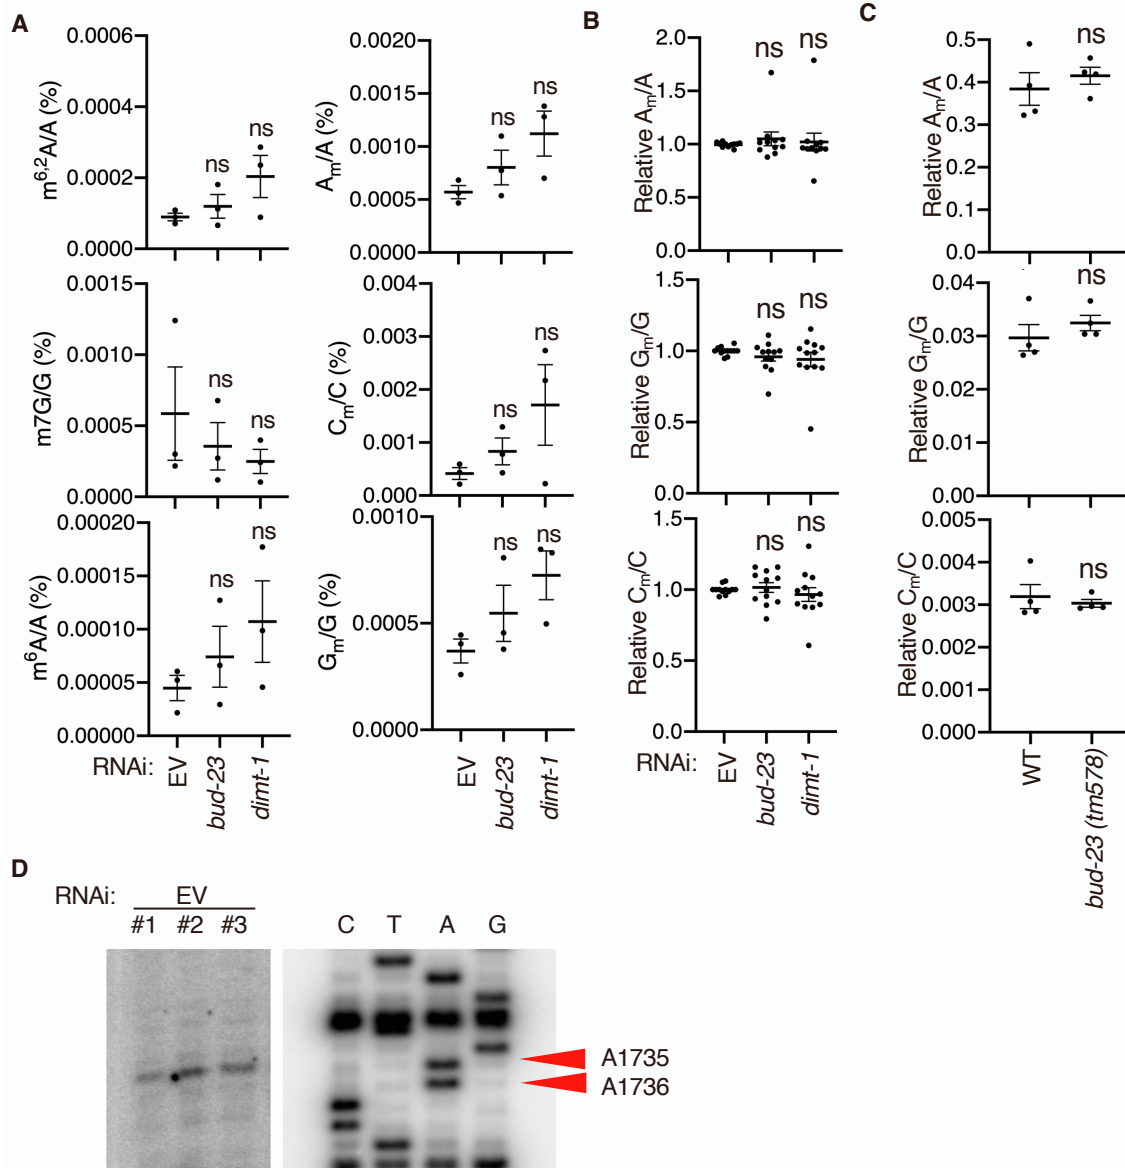 A
m6,2A/A (%)
0.0006
0.0004
0.0002
0.0000
ns
ns
Am/A (%)
0.0020
0.0015
0.0010
0.0005
0.0000
ns
ns
m7G/G (%)
0.0015
0.0010
0.0005
0.0000
ns
ns
Cm/C (%)
0.004
0.003
0.002
0.001
0.000
ns
ns
m6A/A (%)
0.00020
0.00015
0.00010
0.00005
0.00000
ns
ns
Gm/G (%)
0.0010
0.0005
0.0000
ns
ns
RNAi:
EV
bud-23
dimt-1
EV
bud-23
dimt-1
B
Relative Am/A
2.0
1.5
1.0
0.5
0.0
ns
ns
Relative Gm/G
1.5
1.0
0.5
0.0
ns
ns
Relative Cm/C
1.5
1.0
0.5
0.0
ns
ns
RNAi:
EV
bud-23
dimt-1
C
Relative Am/A
0.5
0.4
0.3
0.2
0.1
0.0
ns
Relative Gm/G
0.04
0.03
0.02
0.01
0.00
ns
Relative Cm/C
0.005
0.004
0.003
0.002
0.001
0.000
ns
WT
bud-23 (tm578)
D
RNAi: EV
#1 #2 #3
C T A G
A1735
A1736